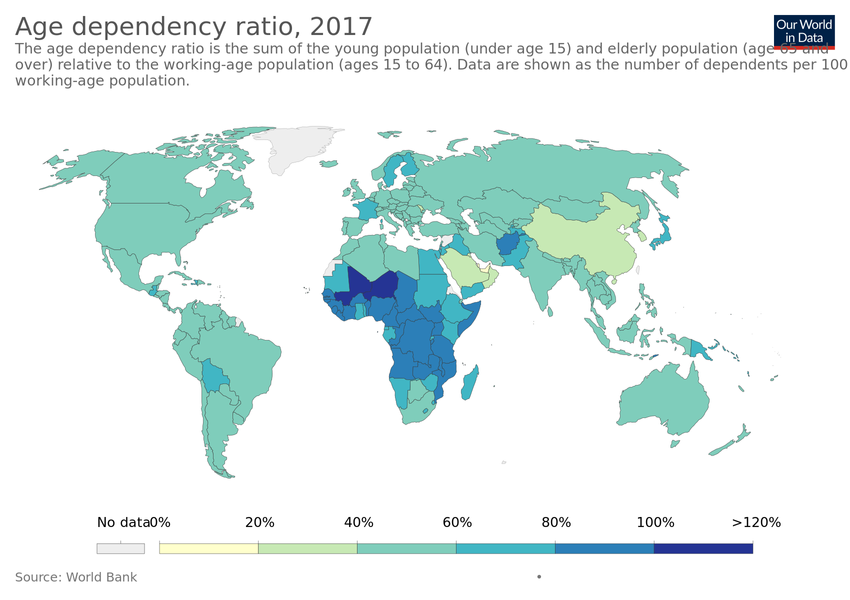 Age dependency ratio, 2017
Our World
in Data
The age dependency ratio is the sum of the young population (under age 15) and elderly population (age 65 and
over) relative to the working-age population (ages 15 to 64). Data are shown as the number of dependents per 100
working-age population.
No data 0% 20% 40% 60% 80% 100% >120%
Source: World Bank